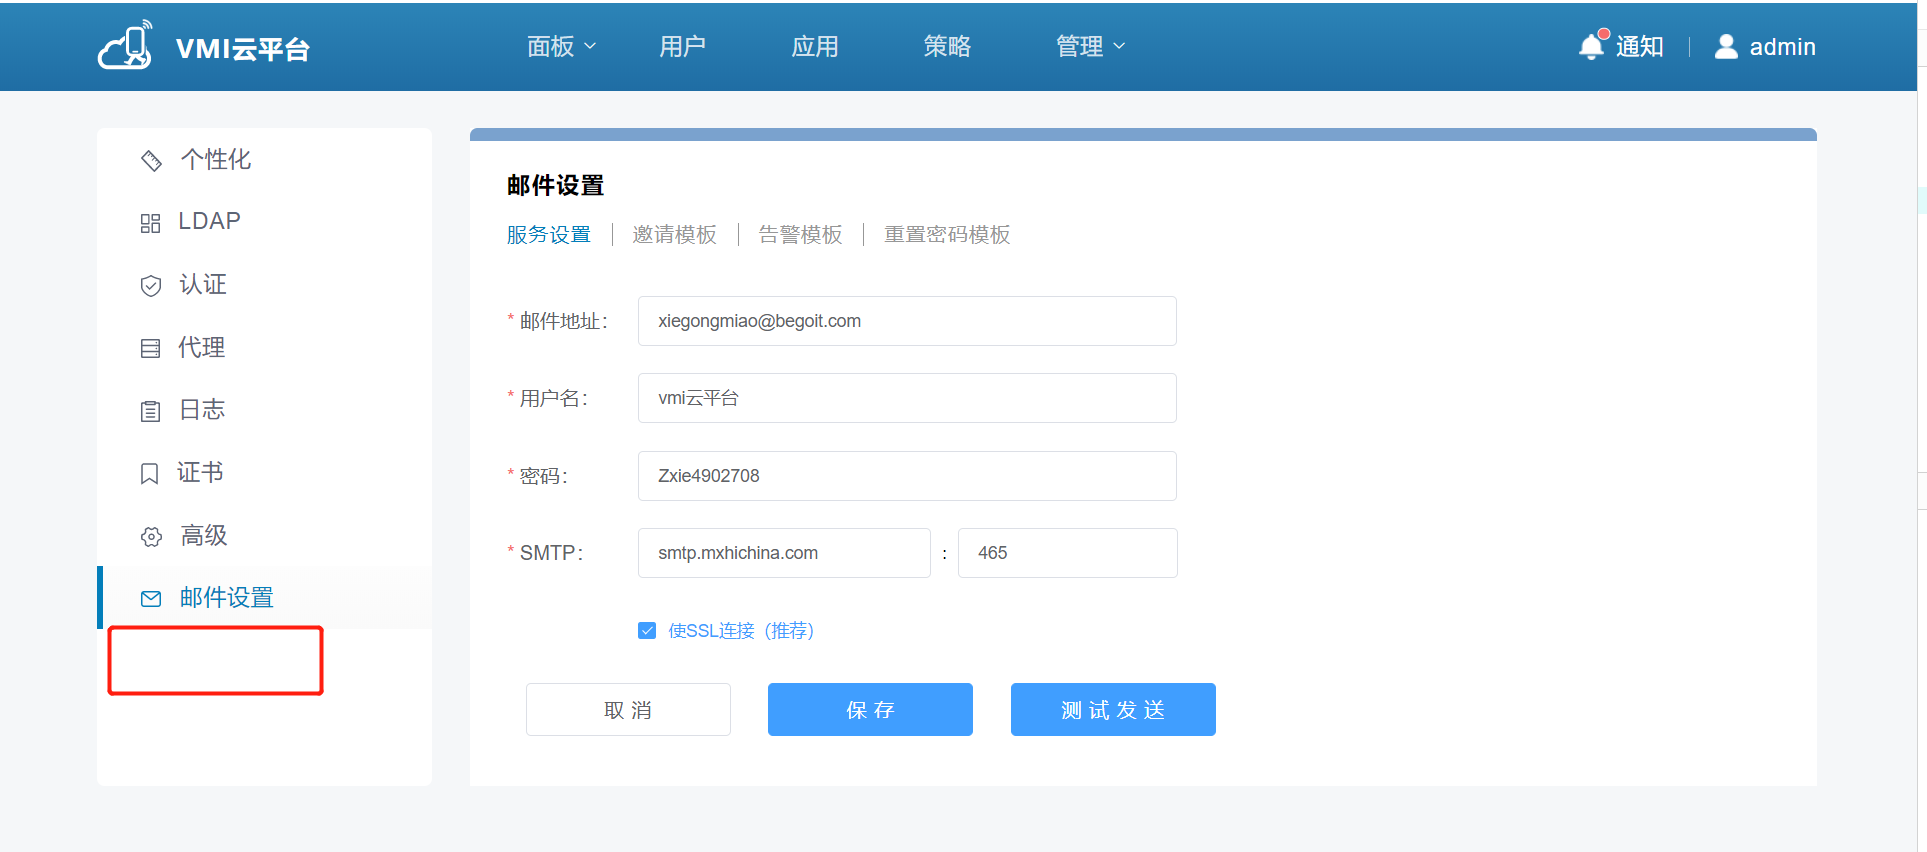 VMI云平台 面板 用户 应用 策略 管理 通知 admin
个性化
LDAP
认证
代理
日志
证书
高级
邮件设置
邮件设置
服务设置 邀请模板 告警模板 重置密码模板
* 邮件地址： xiegongmiao@begoit.com
* 用户名： vmi云平台
* 密码： Zxie4902708
* SMTP： smtp.mxhichina.com : 465
使SSL连接（推荐）
取消 保存 测试发送